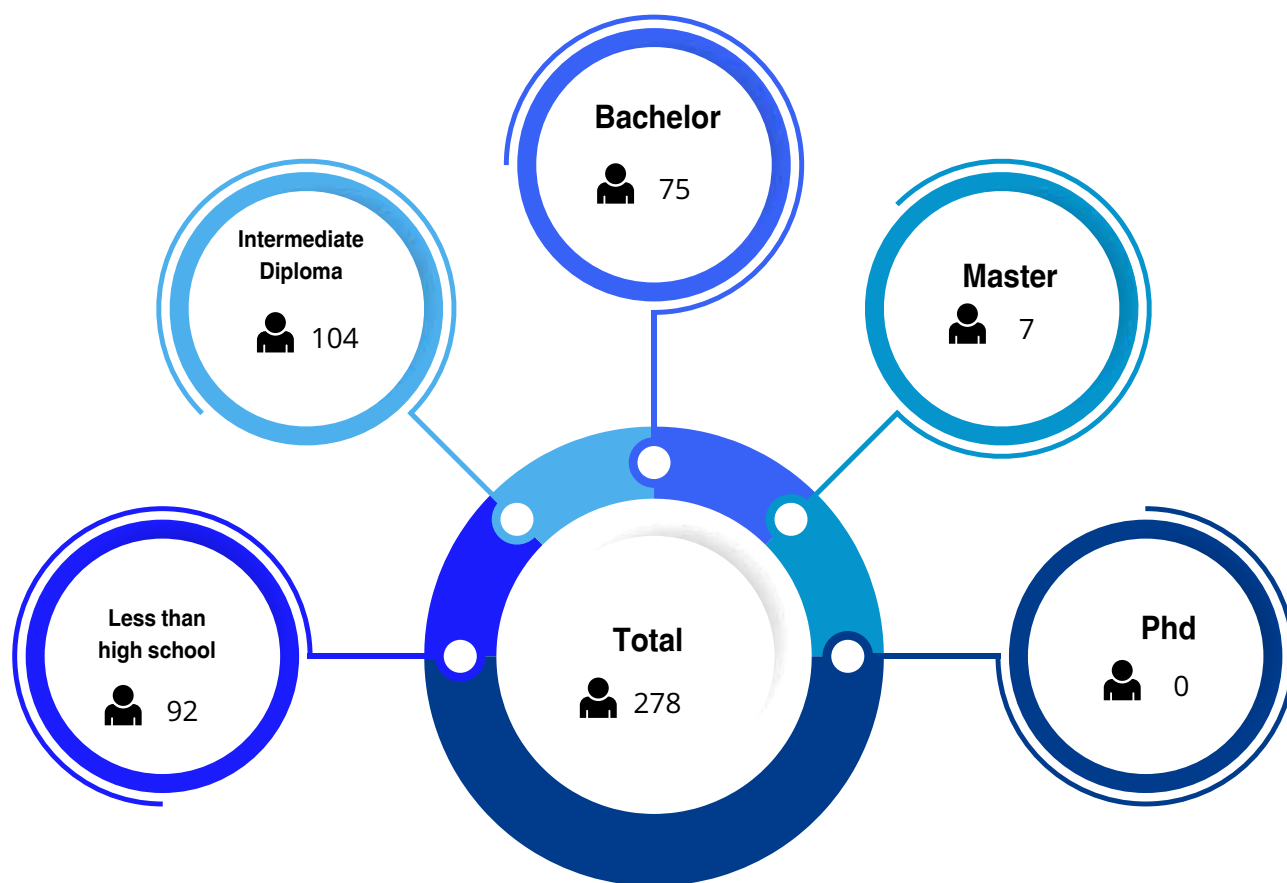 Bachelor
75
Intermediate
Diploma
104
Master
7
Less than
high school
92
Total
278
Phd
0